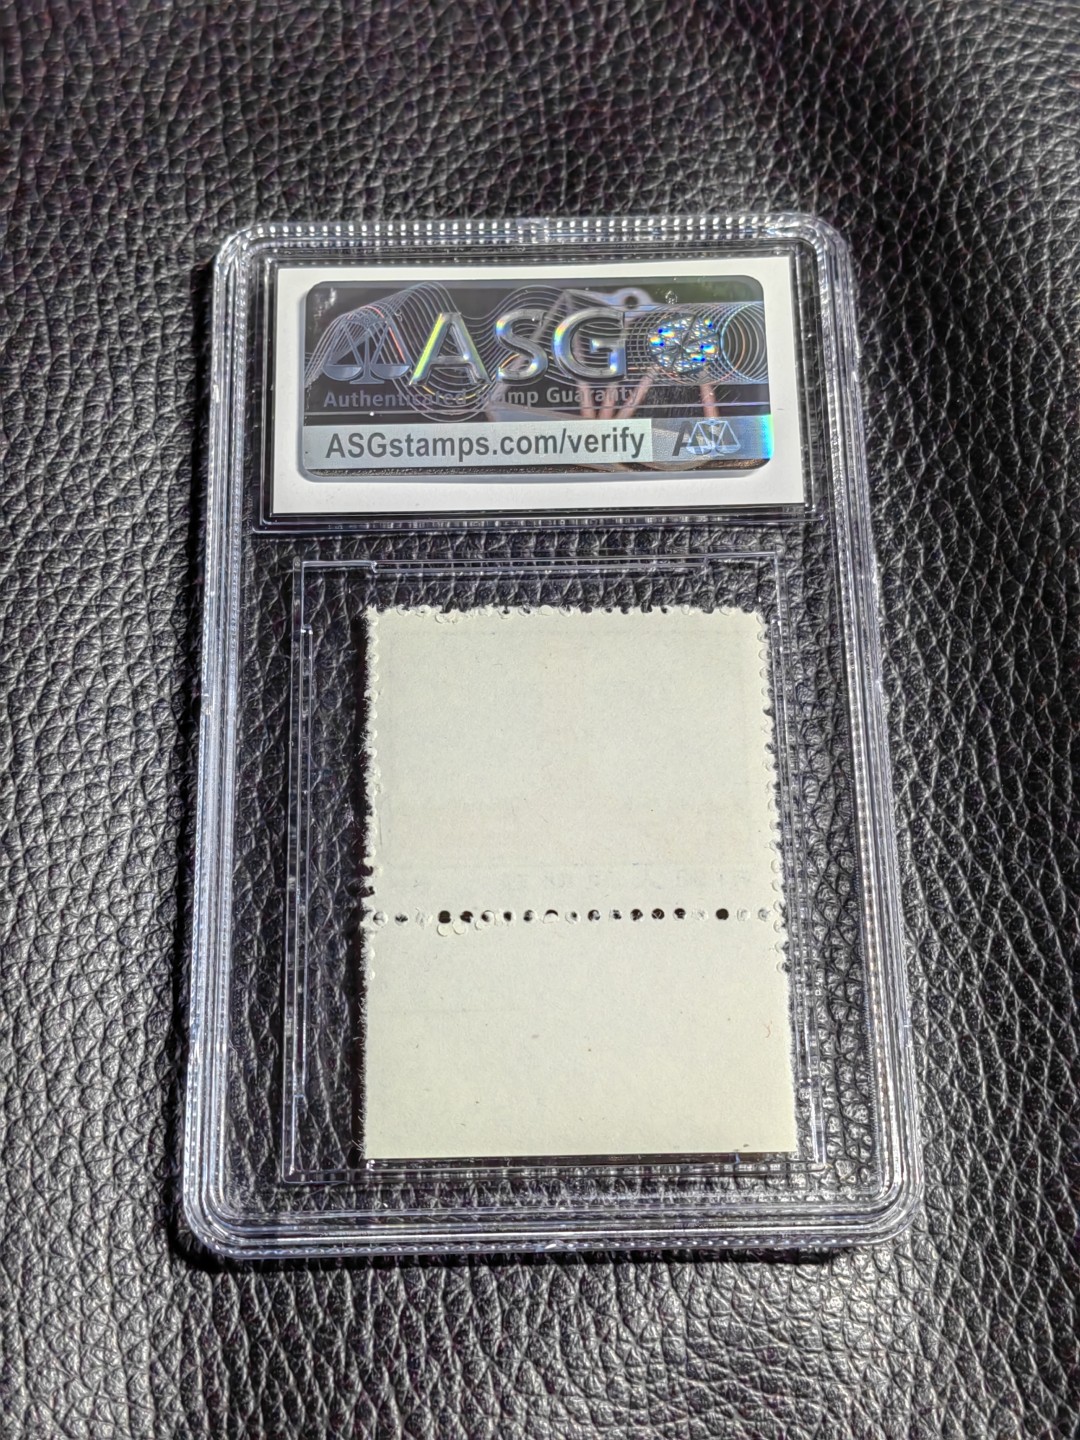 ASG
Authenticated Stamp Guaranty
ASGstamps.com/verify